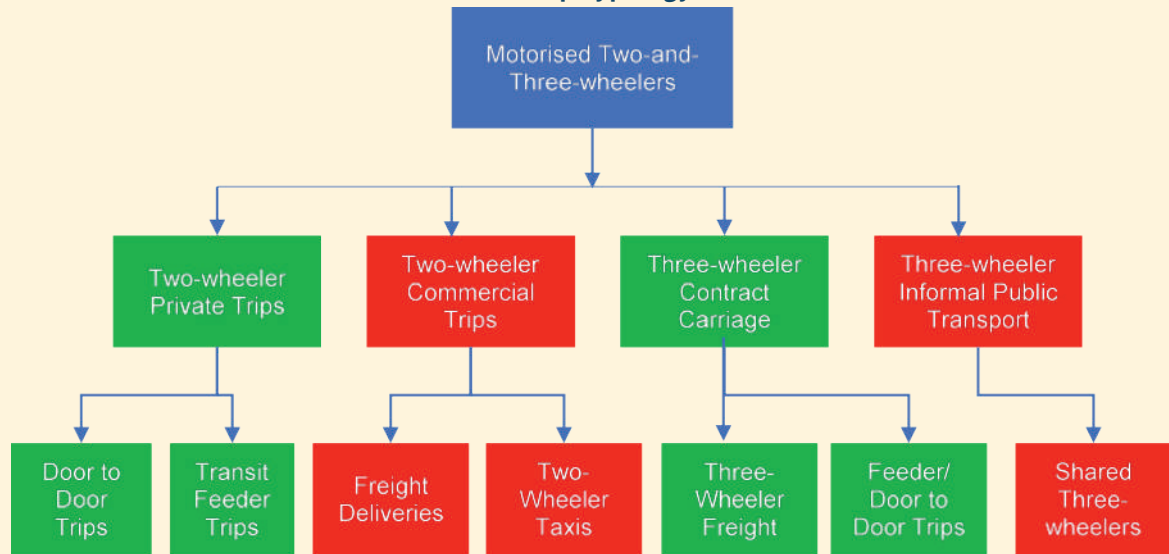 Motorised Two-and-
Three-wheelers
Two-wheeler
Private Trips
Two-wheeler
Commercial
Trips
Three-wheeler
Contract
Carriage
Three-wheeler
Informal Public
Transport
Door to
Door
Trips
Transit
Feeder
Trips
Freight
Deliveries
Two-
Wheeler
Taxis
Three-
Wheeler
Freight
Feeder/
Door to
Door Trips
Shared
Three-
wheelers